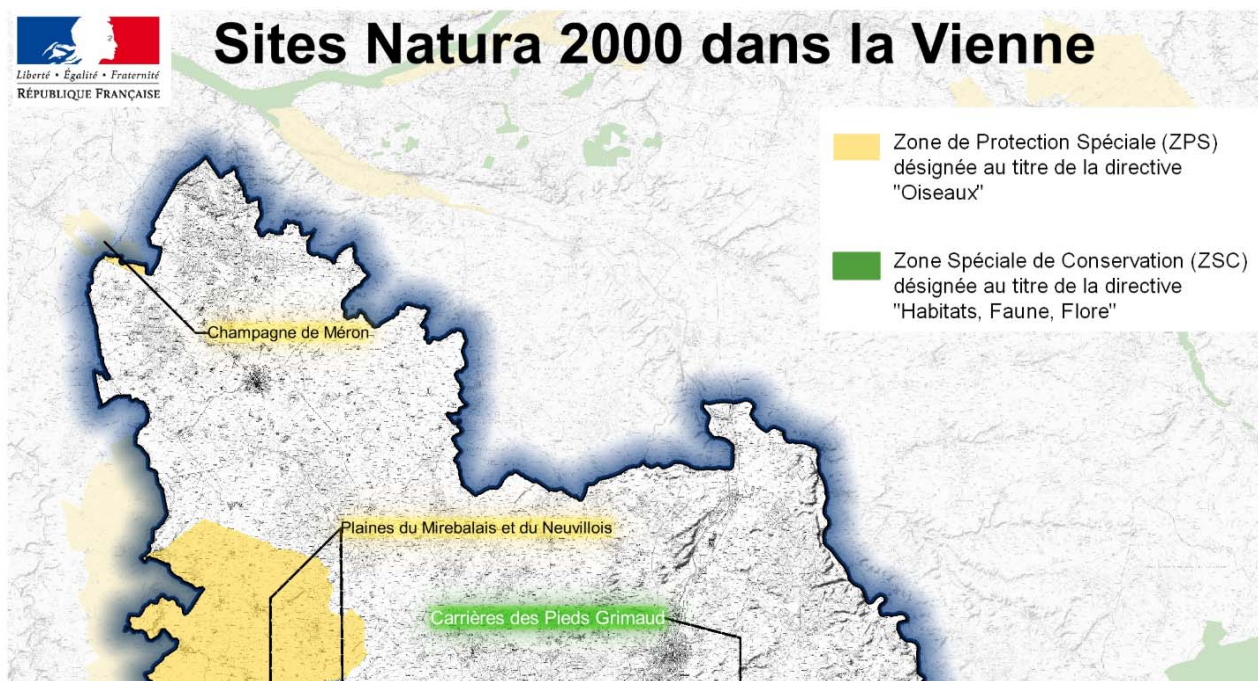 Sites Natura 2000 dans la Vienne
Liberté • Égalité • Fraternité
RÉPUBLIQUE FRANÇAISE
Zone de Protection Spéciale (ZPS)
désignée au titre de la directive
"Oiseaux"
Zone Spéciale de Conservation (ZSC)
désignée au titre de la directive
"Habitats, Faune, Flore"
Champagne de Méron
Plaines du Mirebalais et du Neuvillois
Carrières des Pieds Grimaud